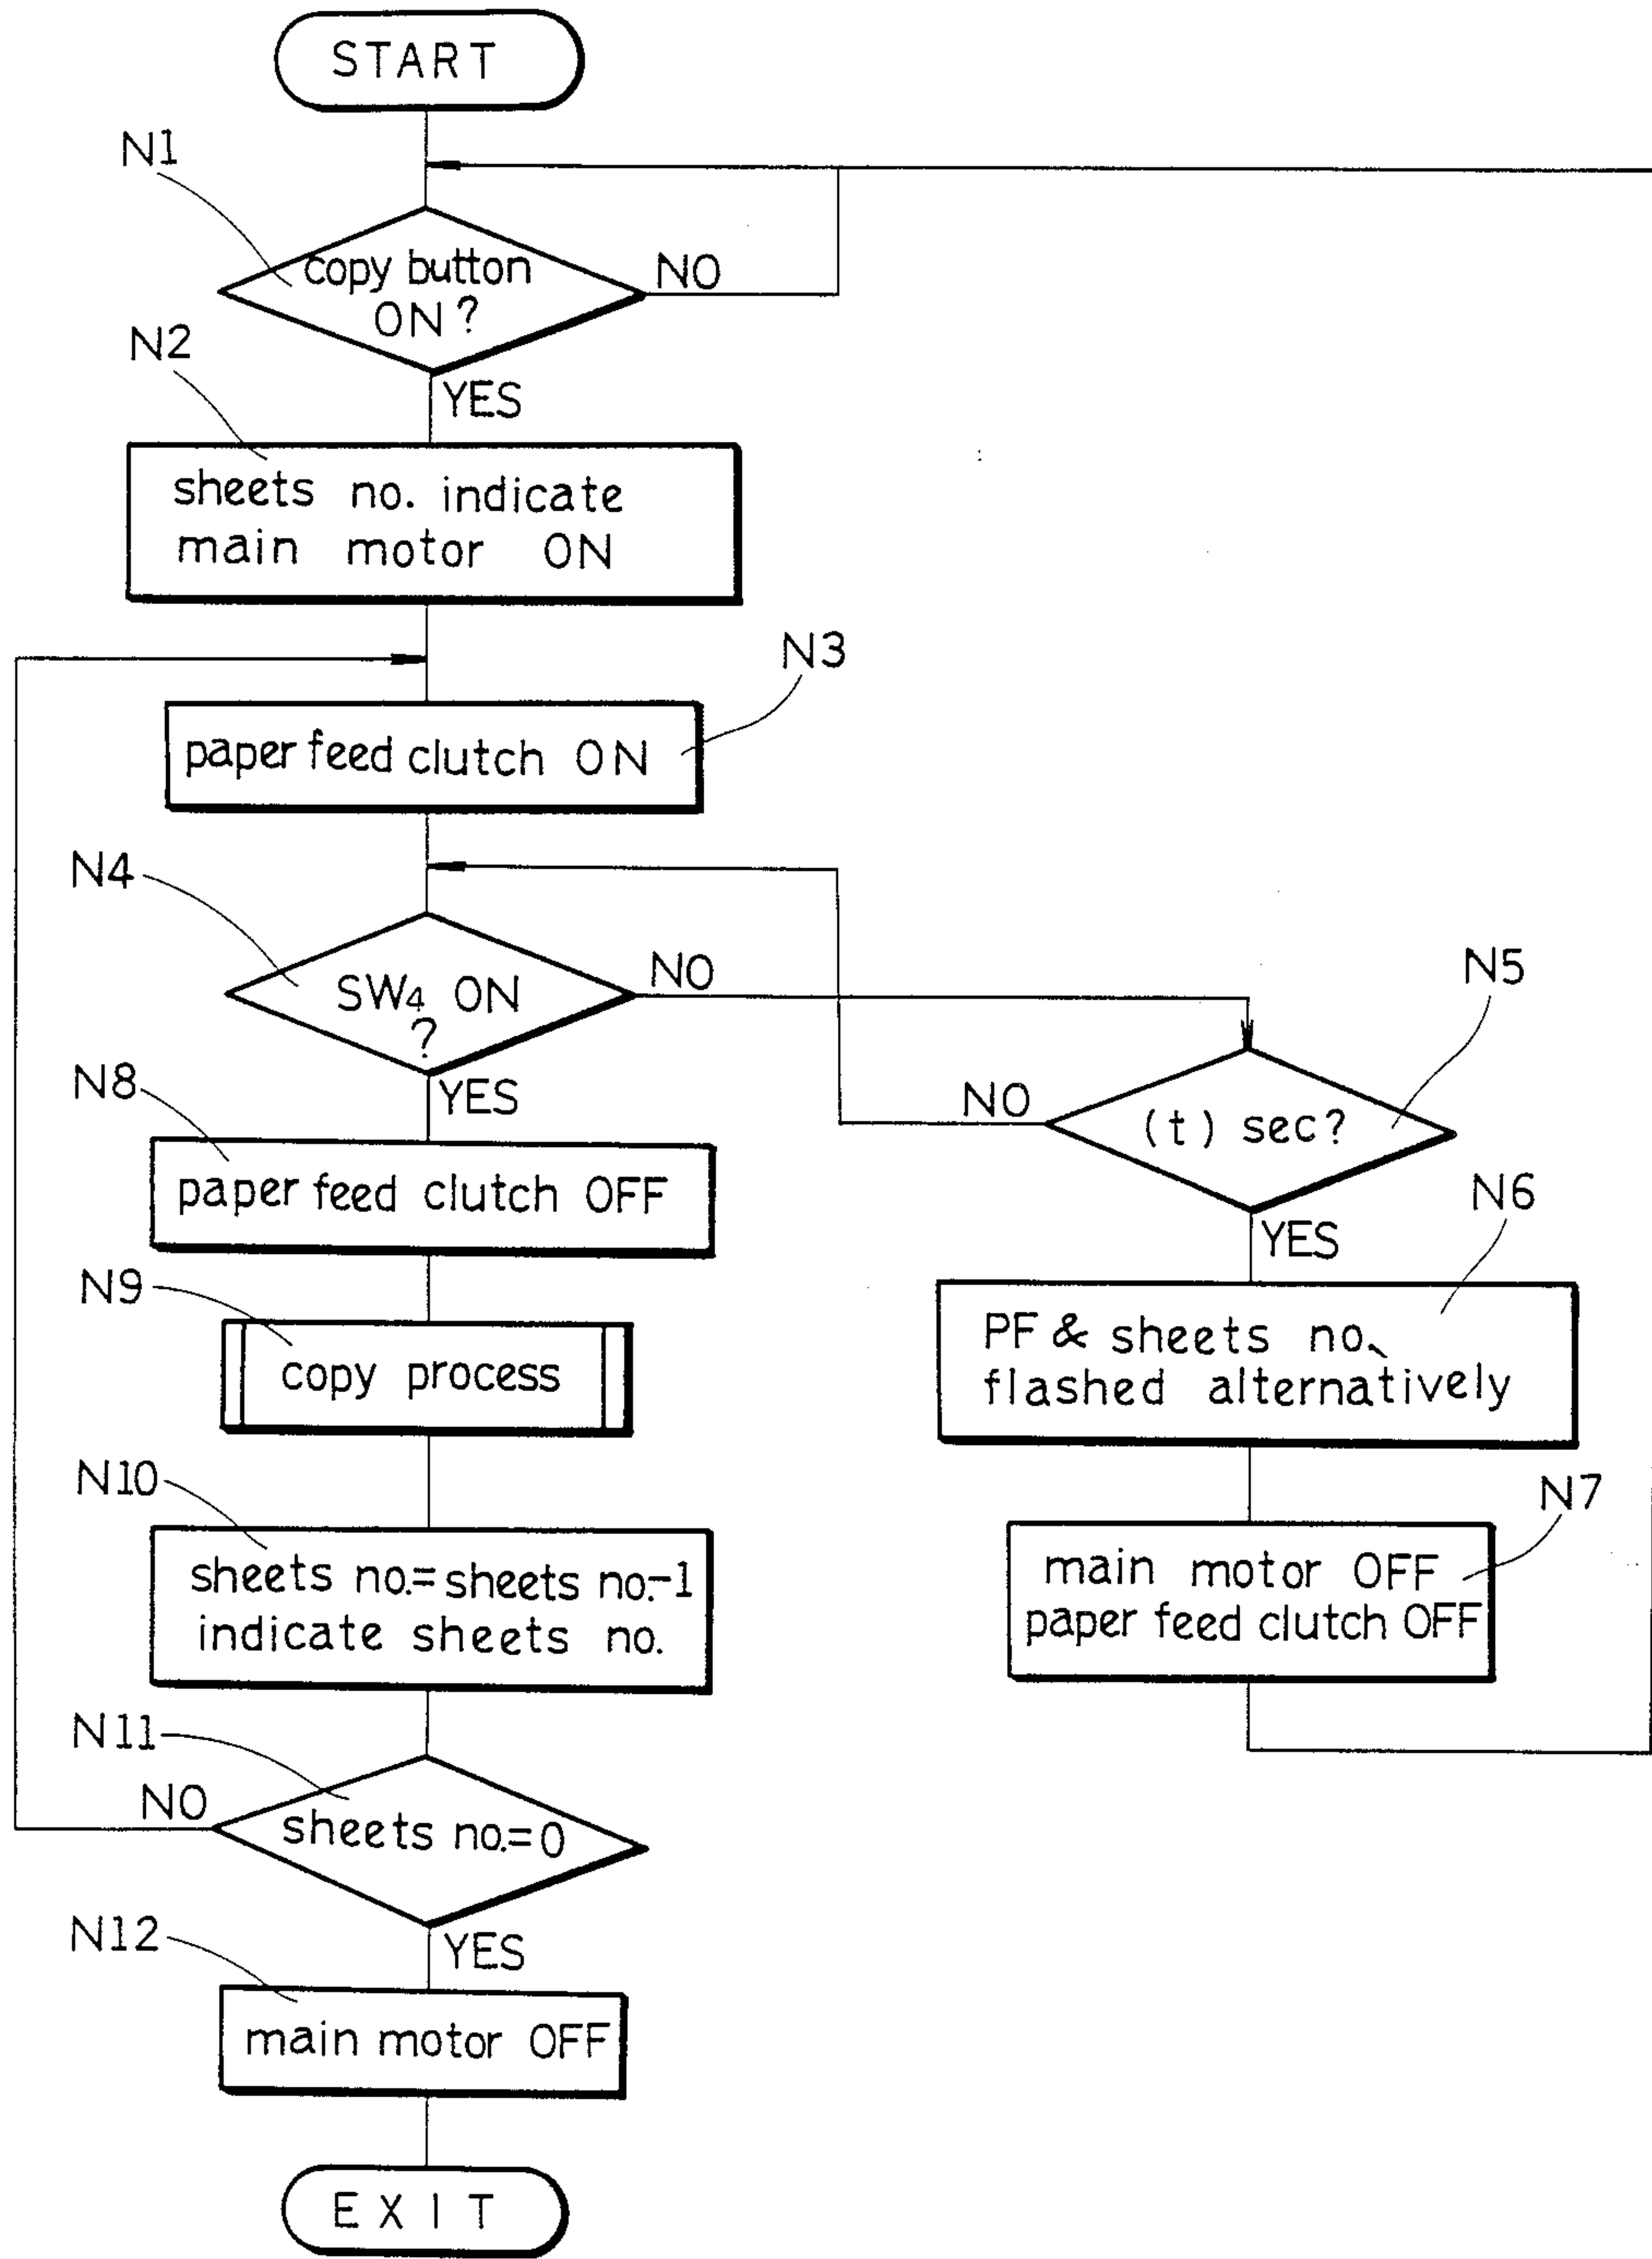 START
N1
copy button
ON?
NO
YES
N2
sheets no. indicate
main motor ON
N3
paper feed clutch ON
N4
SW4 ON
?
NO
YES
N5
(t) sec?
NO
YES
N6
PF & sheets no.
flashed alternatively
N7
main motor OFF
paper feed clutch OFF
N8
paper feed clutch OFF
N9
copy process
N10
sheets no.=sheets no.-1
indicate sheets no.
N11
sheets no.=0
NO
YES
N12
main motor OFF
EXIT